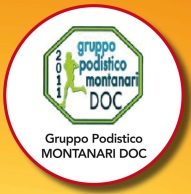 2011
gruppo
podistico
montanari
DOC
Gruppo Podistico
MONTANARI DOC